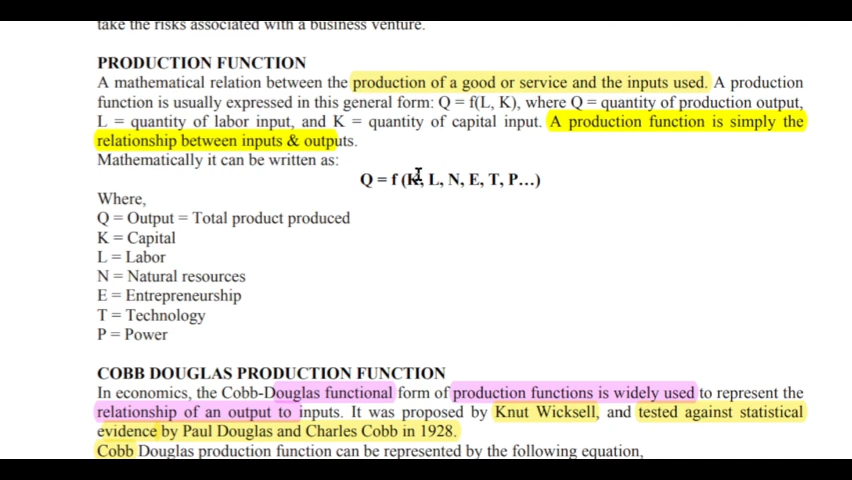 take the risks associated with a business venture.
PRODUCTION FUNCTION
A mathematical relation between the production of a good or service and the inputs used. A production
function is usually expressed in this general form: Q = f(L, K), where Q = quantity of production output,
L = quantity of labor input, and K = quantity of capital input. A production function is simply the
relationship between inputs & outputs.
Mathematically it can be written as:
Q = f (K, L, N, E, T, P…)
Where,
Q = Output = Total product produced
K = Capital
L = Labor
N = Natural resources
E = Entrepreneurship
T = Technology
P = Power
COBB DOUGLAS PRODUCTION FUNCTION
In economics, the Cobb-Douglas functional form of production functions is widely used to represent the
relationship of an output to inputs. It was proposed by Knut Wicksell, and tested against statistical
evidence by Paul Douglas and Charles Cobb in 1928.
Cobb Douglas production function can be represented by the following equation,